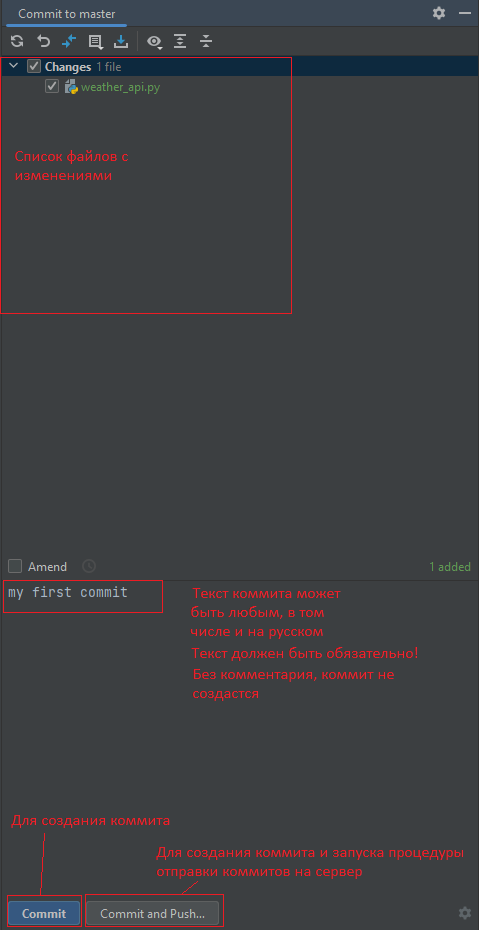 Commit to master
Changes 1 file
weather_api.py
Список файлов с
изменениями
Amend
1 added
my first commit
Текст коммита может
быть любым, в том
числе и на русском
Текст должен быть обязательно!
Без комментария, коммит не
создастся
Для создания коммита
Для создания коммита и запуска процедуры
отправки коммитов на сервер
Commit
Commit and Push...